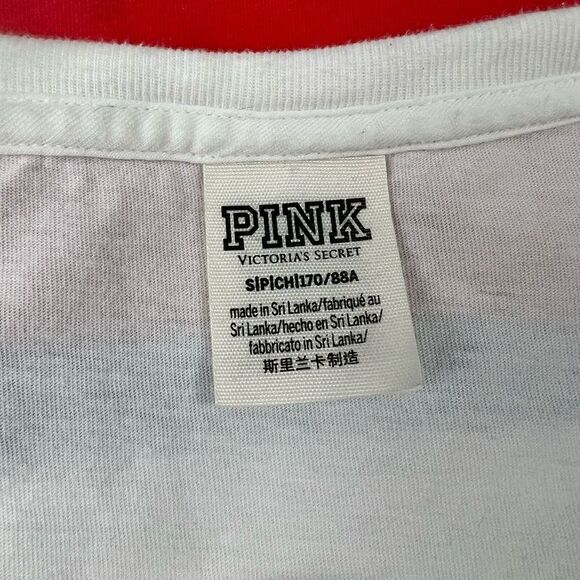 PINK
VICTORIA'S SECRET
S|P|CH|170/88A
made in Sri Lanka/fabriqué au
Sri Lanka/hecho en Sri Lanka/
fabbricato in Sri Lanka/
斯里兰卡制造